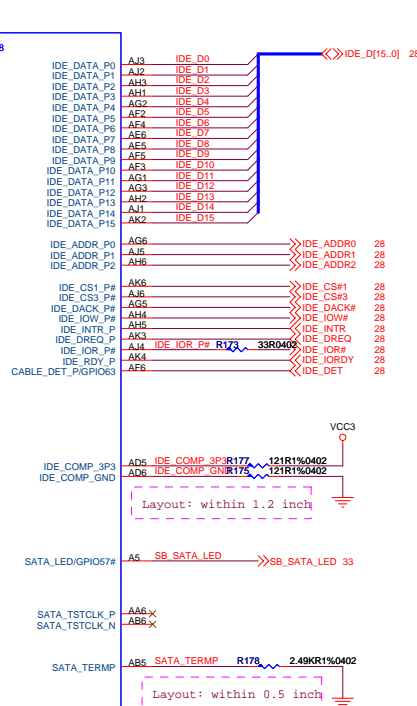 8
IDE_DATA_P0 AJ3 IDE_D0 IDE_D[15..0] 28
IDE_DATA_P1 AJ2 IDE_D1
IDE_DATA_P2 AH3 IDE_D2
IDE_DATA_P3 AH1 IDE_D3
IDE_DATA_P4 AG2 IDE_D4
IDE_DATA_P5 AF2 IDE_D5
IDE_DATA_P6 AF4 IDE_D6
IDE_DATA_P7 AE6 IDE_D7
IDE_DATA_P8 AE5 IDE_D8
IDE_DATA_P9 AF5 IDE_D9
IDE_DATA_P10 AF3 IDE_D10
IDE_DATA_P11 AG1 IDE_D11
IDE_DATA_P12 AG3 IDE_D12
IDE_DATA_P13 AH2 IDE_D13
IDE_DATA_P14 AJ1 IDE_D14
IDE_DATA_P15 AK2 IDE_D15
IDE_ADDR_P0 AG6 IDE_ADDR0 28
IDE_ADDR_P1 AJ5 IDE_ADDR1 28
IDE_ADDR_P2 AH6 IDE_ADDR2 28
IDE_CS1_P# AK6 IDE_CS#1 28
IDE_CS3_P# AJ6 IDE_CS#3 28
IDE_DACK_P# AG5 IDE_DACK# 28
IDE_IOW_P# AH4 IDE_IOW# 28
IDE_INTR_P AH5 IDE_INTR 28
IDE_DREQ_P AK3 IDE_DREQ 28
IDE_IOR_P# AJ4 IDE_IOR_P# R173 33R0402 IDE_IOR# 28
IDE_RDY_P AK4 IDE_IORDY 28
CABLE_DET_P/GPIO63 AF6 IDE_DET 28
VCC3
IDE_COMP_3P3 AD5 IDE_COMP_3P3 R177 121R1%0402
IDE_COMP_GND AD6 IDE_COMP_GND R175 121R1%0402
Layout: within 1.2 inch
SATA_LED/GPIO57# A5 SB_SATA_LED SB_SATA_LED 33
SATA_TSTCLK_P AA6
SATA_TSTCLK_N AB6
SATA_TERMP AB5 SATA_TERMP R178 2.49KR1%0402
Layout: within 0.5 inch